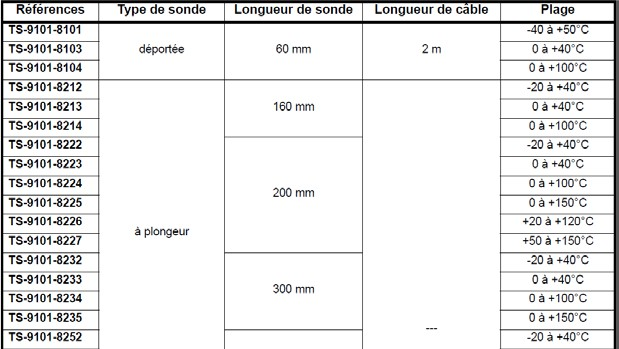 Références Type de sonde Longueur de sonde Longueur de câble Plage
TS-9101-8101 -40 à +50°C
TS-9101-8103 déportée 60 mm 2 m 0 à +40°C
TS-9101-8104 0 à +100°C
TS-9101-8212 -20 à +40°C
TS-9101-8213 160 mm 0 à +40°C
TS-9101-8214 0 à +100°C
TS-9101-8222 -20 à +40°C
TS-9101-8223 0 à +40°C
TS-9101-8224 200 mm 0 à +100°C
TS-9101-8225 0 à +150°C
TS-9101-8226 à plongeur +20 à +120°C
TS-9101-8227 +50 à +150°C
TS-9101-8232 -20 à +40°C
TS-9101-8233 300 mm 0 à +40°C
TS-9101-8234 0 à +100°C
TS-9101-8235 --- 0 à +150°C
TS-9101-8252 -20 à +40°C